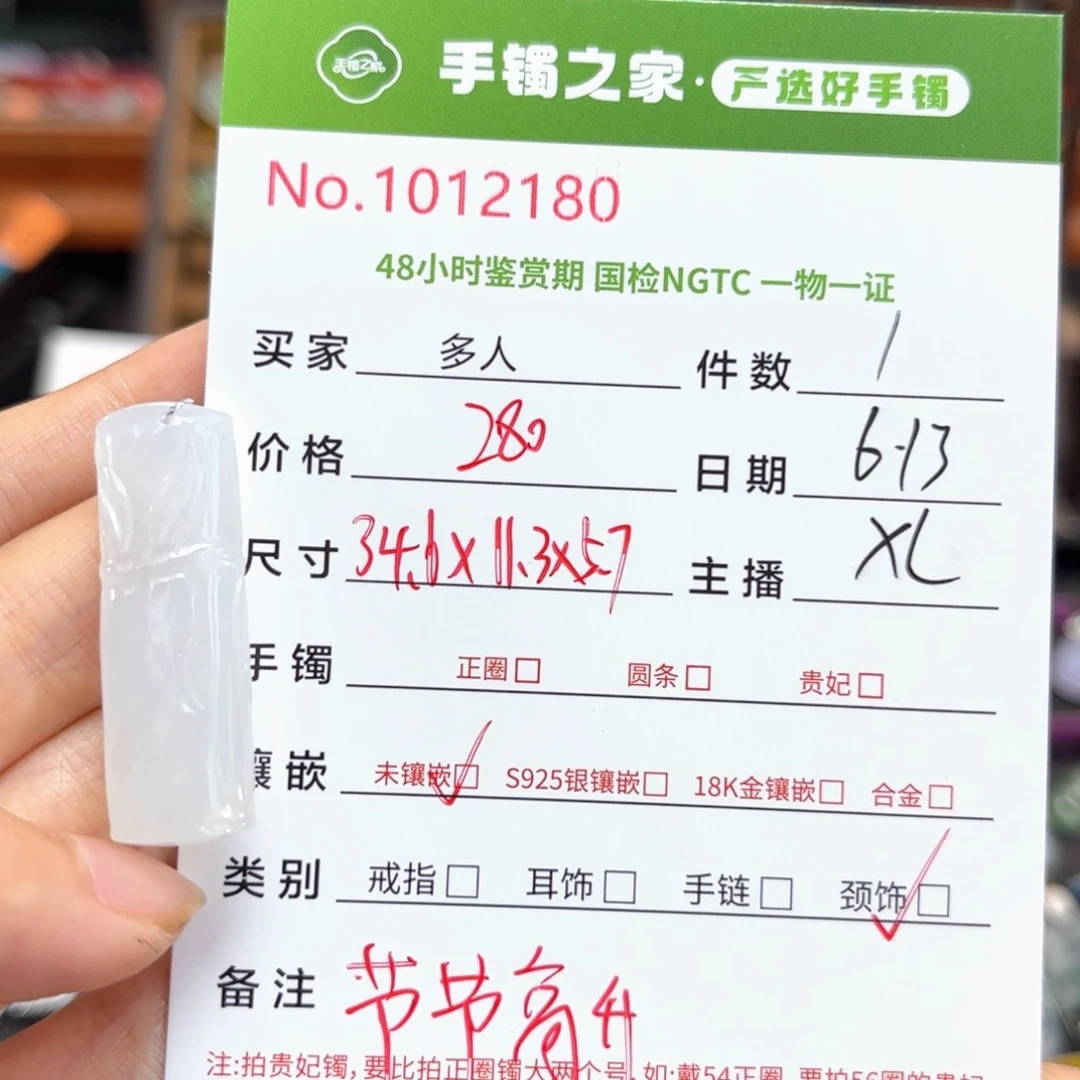 手镯之家 手镯之家·严选好手镯
No.1012180
48小时鉴赏期 国检NGTC 一物一证
买家 多人 件数 1
价格 280 日期 6.13
尺寸 34.6x11.3x5.7 主播 XL
手镯 正圈□ 圆条□ 贵妃□
镶嵌 未镶嵌□ S925银镶嵌□ 18K金镶嵌□ 合金□
类别 戒指□ 耳饰□ 手链□ 颈饰□
备注 节节高升
注:拍贵妃镯,要比拍正圈镯大两个号,如:戴54正圈,要拍56圈的贵妃